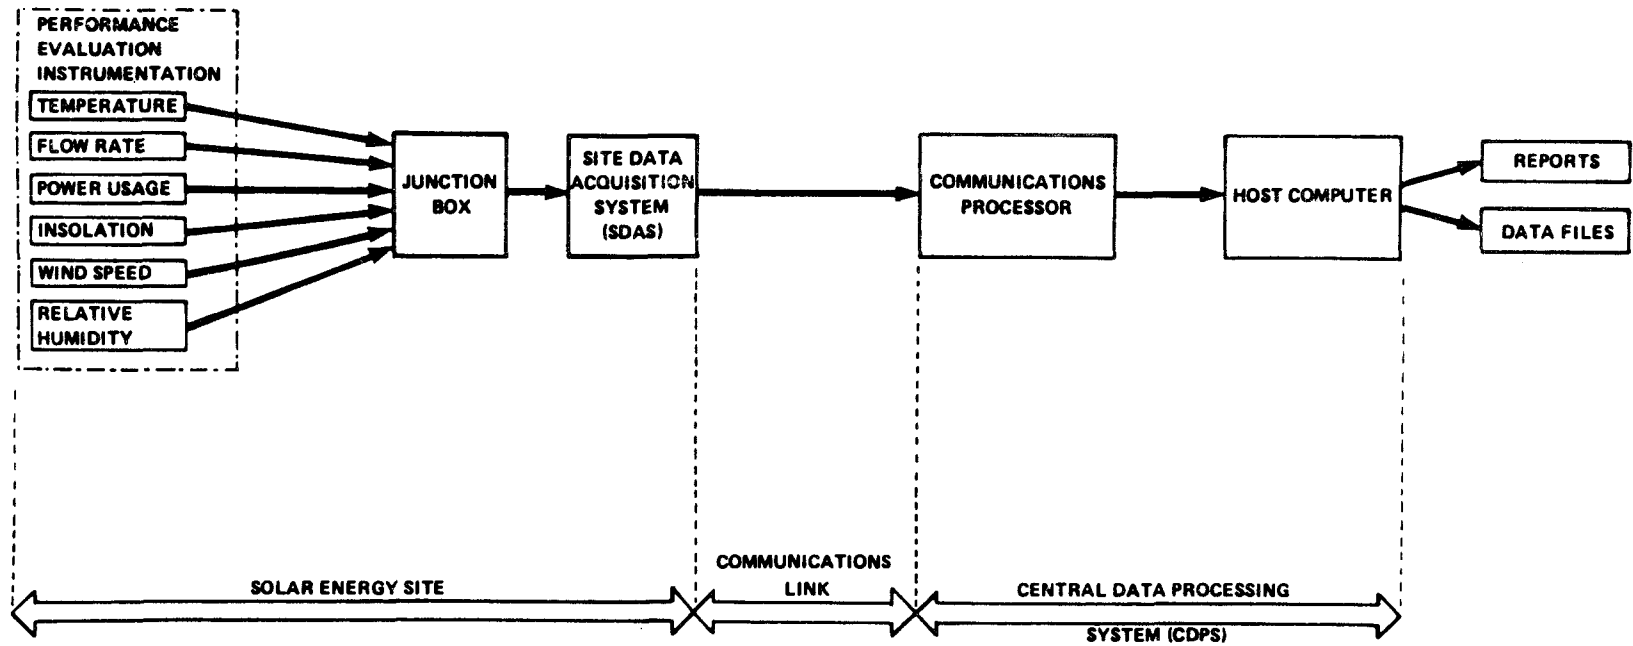 PERFORMANCE
EVALUATION
INSTRUMENTATION
TEMPERATURE
FLOW RATE
POWER USAGE
INSOLATION
WIND SPEED
RELATIVE
HUMIDITY
JUNCTION
BOX
SITE DATA
ACQUISITION
SYSTEM
(SDAS)
COMMUNICATIONS
PROCESSOR
HOST COMPUTER
REPORTS
DATA FILES
SOLAR ENERGY SITE
COMMUNICATIONS
LINK
CENTRAL DATA PROCESSING
SYSTEM (CDPS)